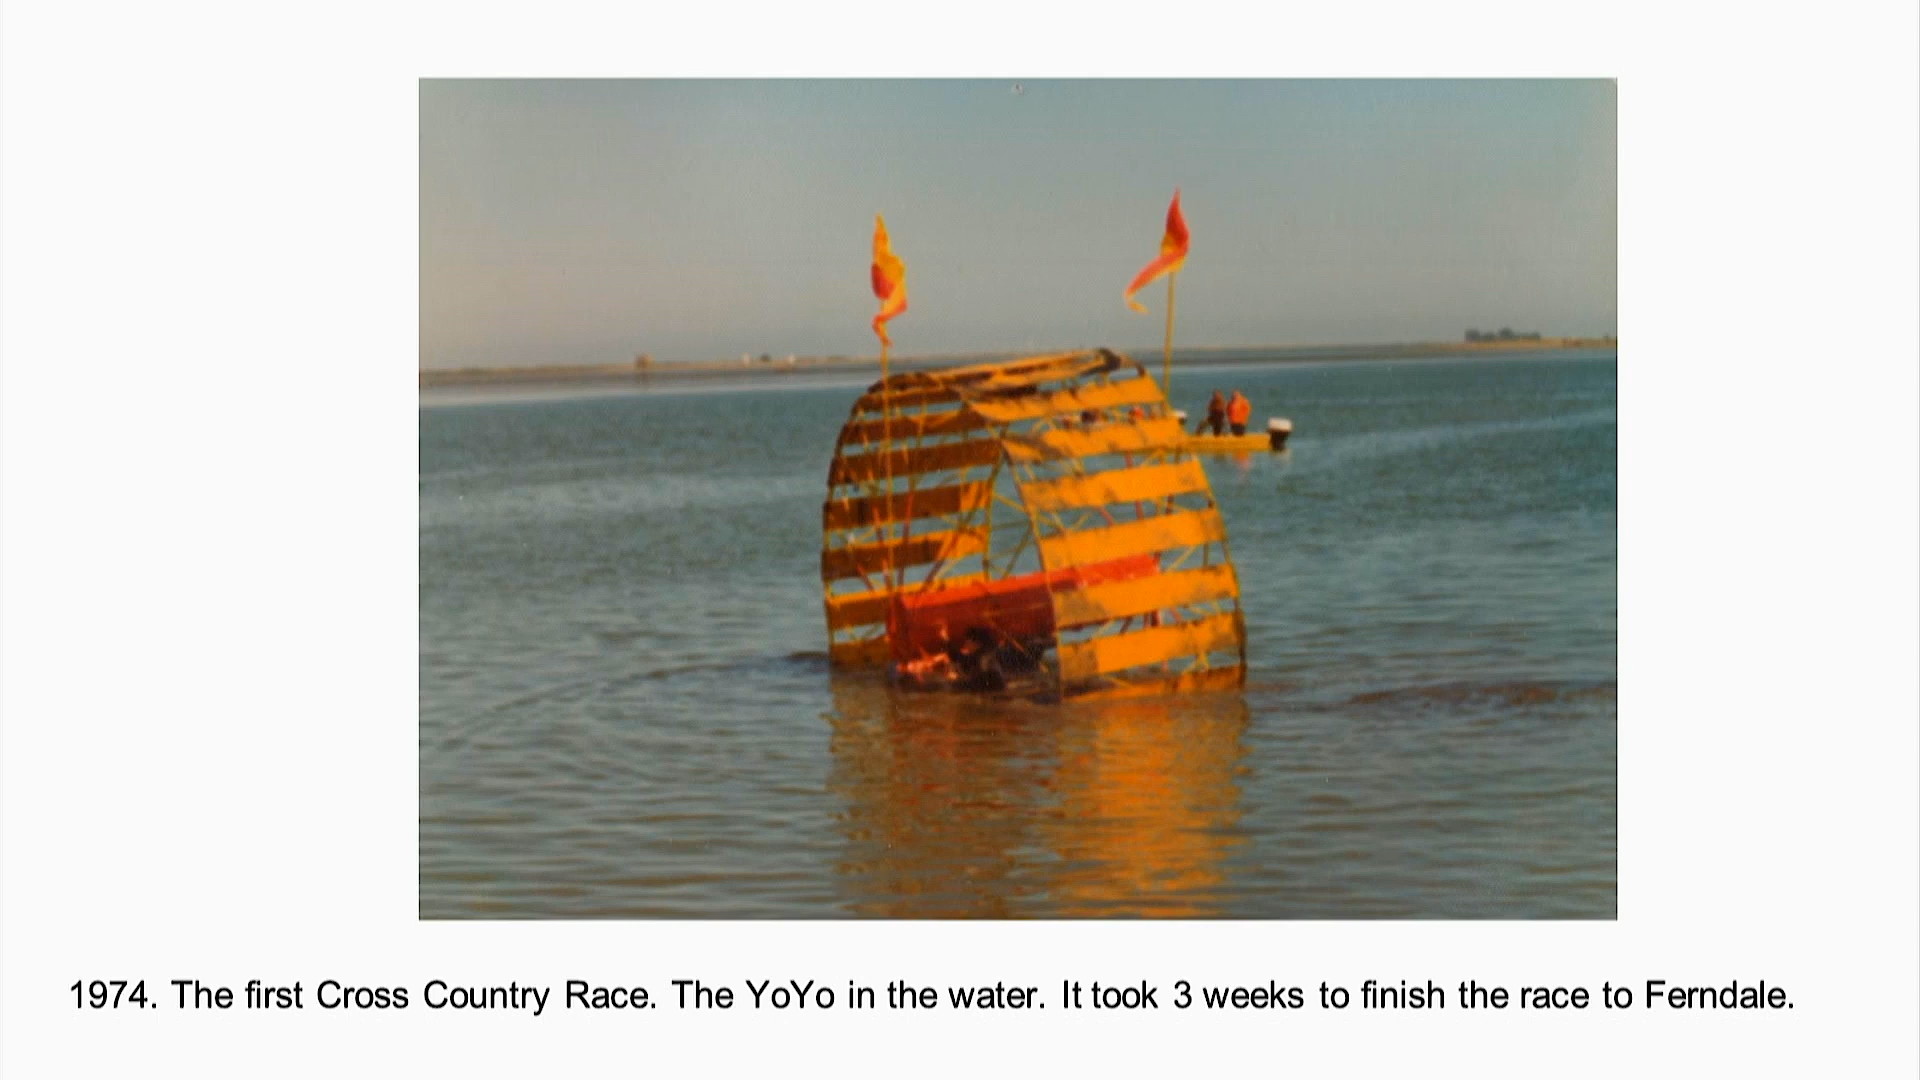 1974. The first Cross Country Race. The YoYo in the water. It took 3 weeks to finish the race to Ferndale.